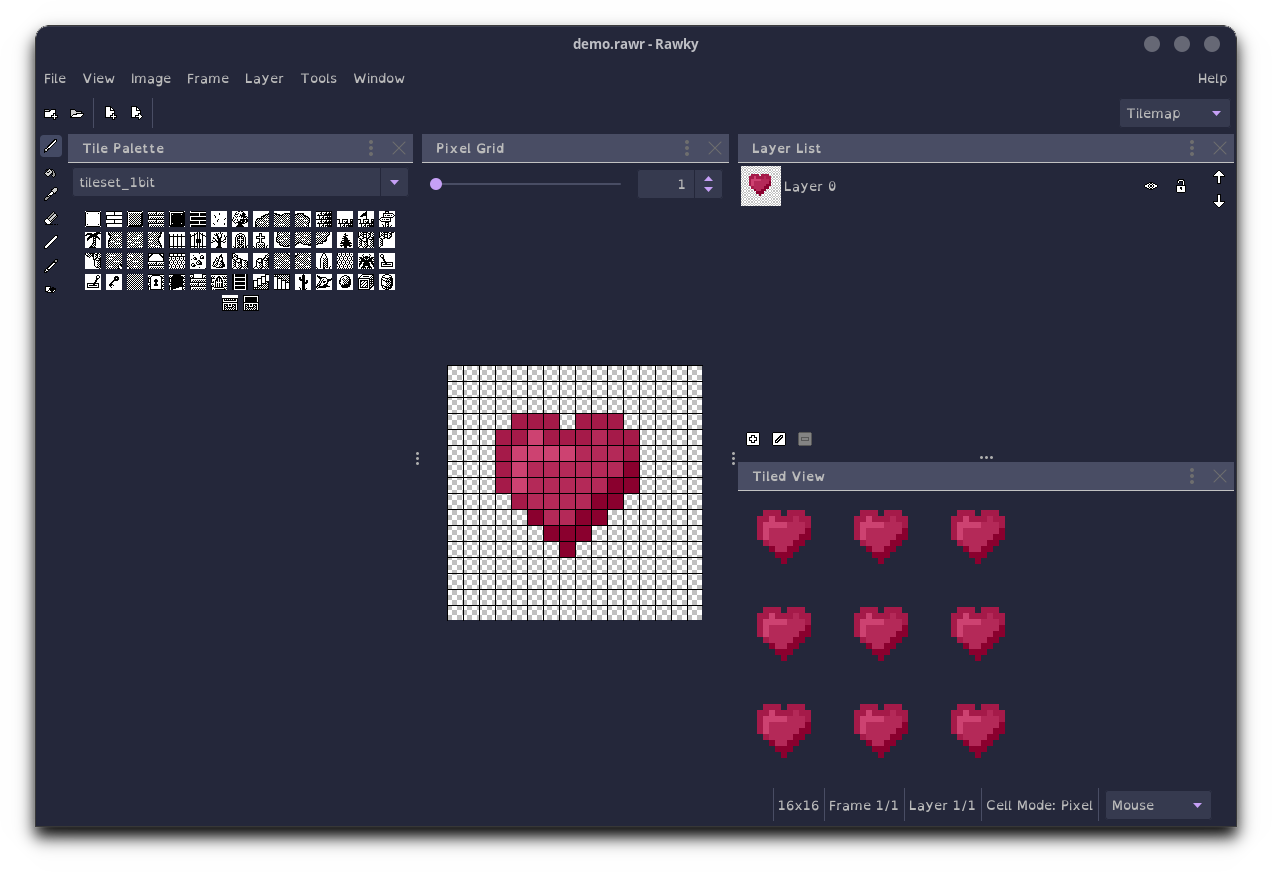 demo.rawr - Rawky
File View Image Frame Layer Tools Window Help
Tilemap
Tile Palette
tileset_1bit
Pixel Grid
1
Layer List
Layer 0
Tiled View
16x16 Frame 1/1 Layer 1/1 Cell Mode: Pixel Mouse